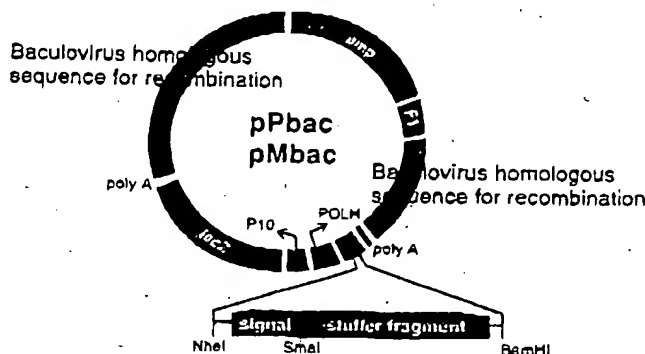 Baculovirus homologous
sequence for recombination
amp
F1
pPbac
pMbac
Baculovirus homologous
sequence for recombination
poly A
P10
POLH
lacZ
poly A
signal
stuffer fragment
NheI
SmaI
BamHI